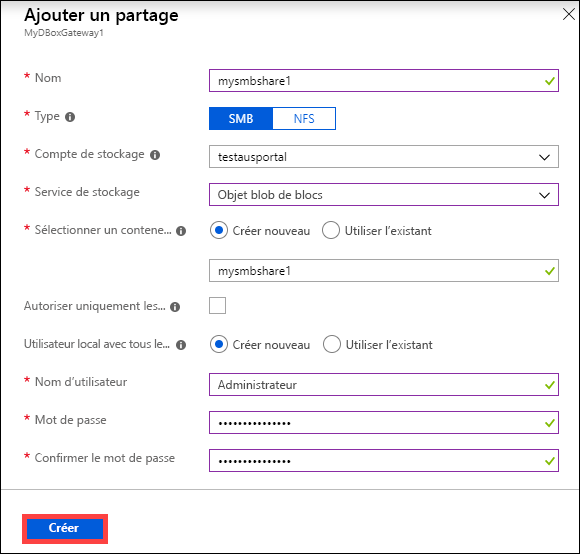 Ajouter un partage
MyDBoxGateway1
* Nom mysmbshare1
* Type SMB NFS
* Compte de stockage testausportal
* Service de stockage Objet blob de blocs
* Sélectionner un contene... Créer nouveau Utiliser l'existant
mysmbshare1
Autoriser uniquement les...
Utilisateur local avec tous le... Créer nouveau Utiliser l'existant
* Nom d'utilisateur Administrateur
* Mot de passe •••••••••••••••
* Confirmer le mot de passe •••••••••••••••
Créer